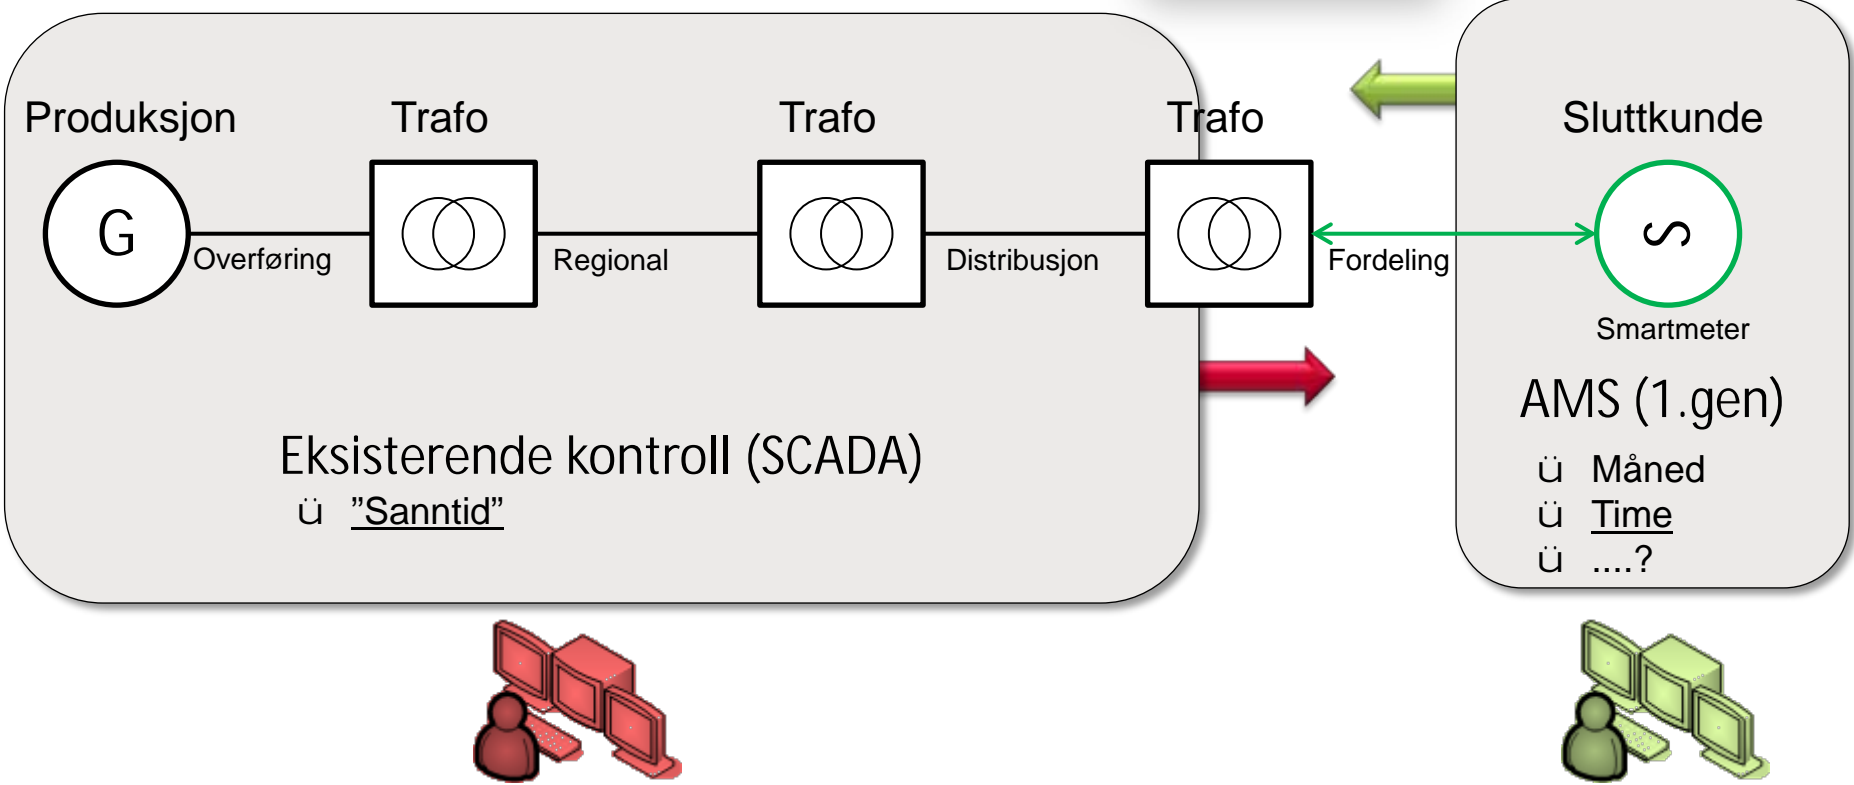 Produksjon
Trafo
Trafo
Trafo
Sluttkunde
G
S
Overføring
Regional
Distribusjon
Fordeling
Smartmeter
AMS (1.gen)
Eksisterende kontroll (SCADA)
ü ”Sanntid”
ü Måned
ü Time
ü ....?